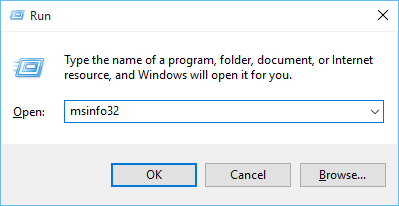 Run
Type the name of a program, folder, document, or Internet
resource, and Windows will open it for you.
Open: msinfo32
OK Cancel Browse...